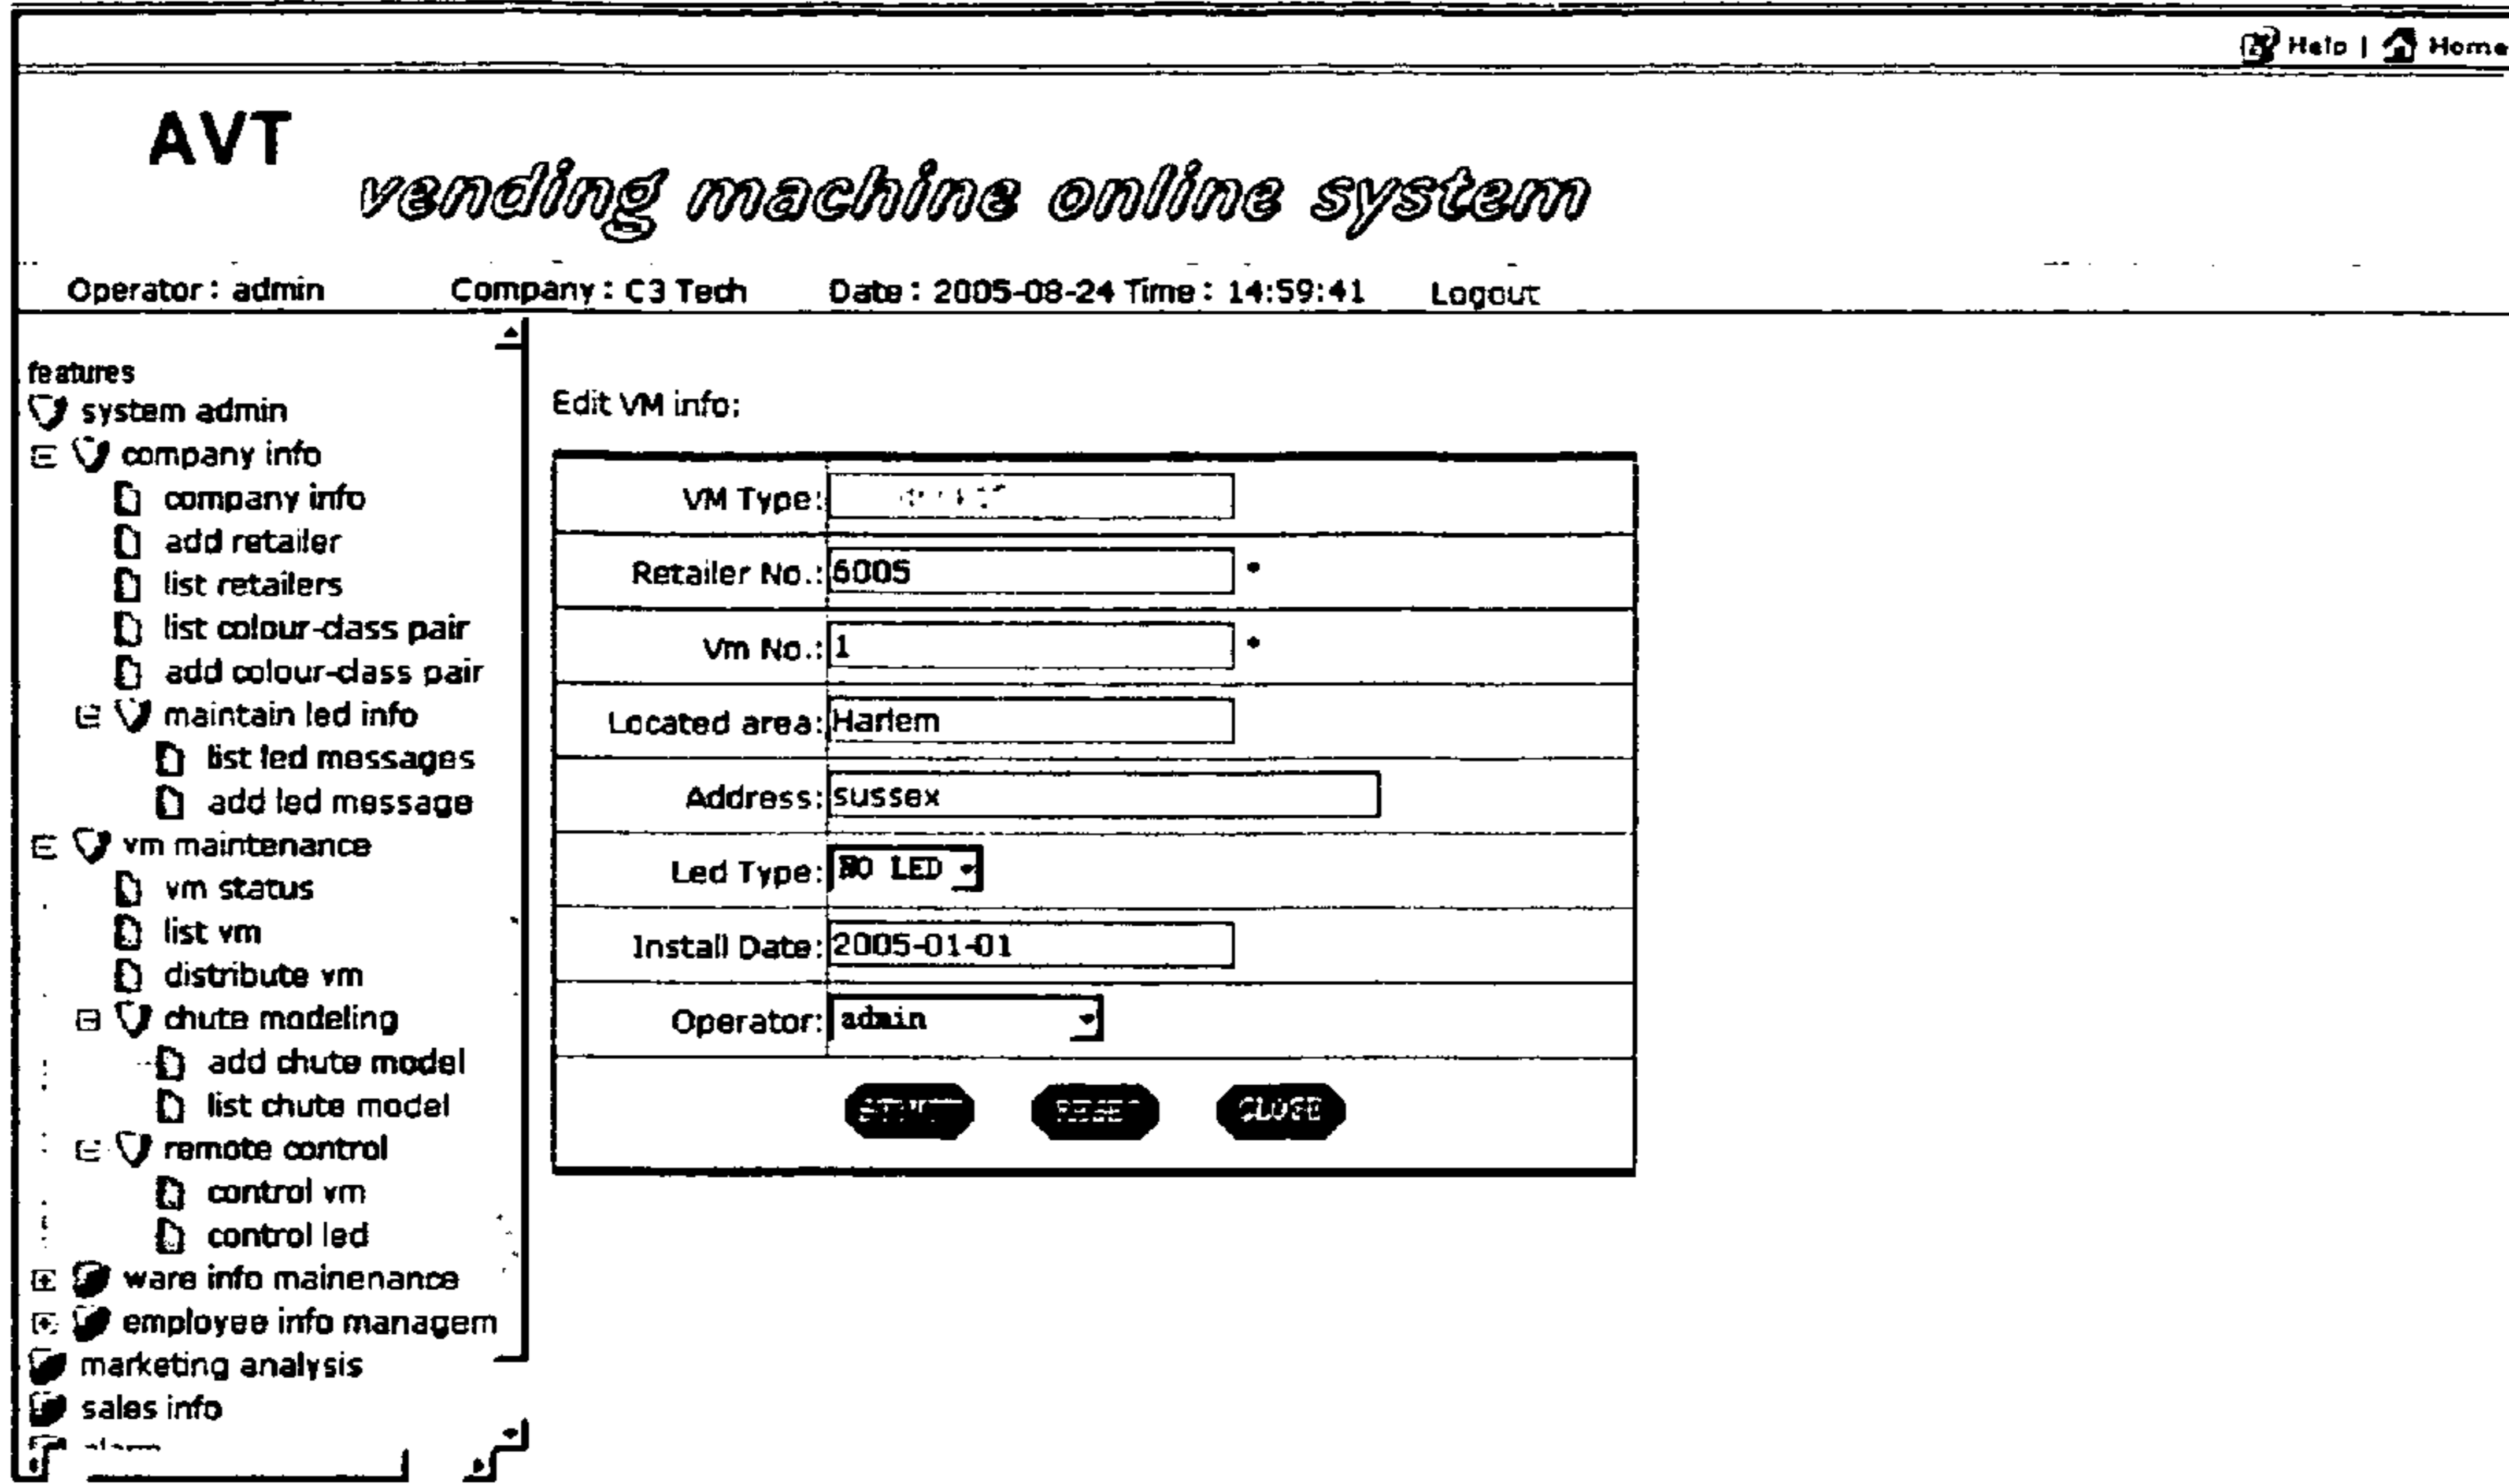 Help | Home
AVT
vending machine online system
Operator: admin Company: C3 Tech Date: 2005-08-24 Time: 14:59:41 Logout
features
system admin
company info
company info
add retailer
list retailers
list colour-class pair
add colour-class pair
maintain led info
list led messages
add led message
vm maintenance
vm status
list vm
distribute vm
chute modeling
add chute model
list chute model
remote control
control vm
control led
ware info mainenance
employee info managem
marketing analysis
sales info
Edit VM info:
VM Type:
Retailer No.: 6005
Vm No.: 1
Located area: Harlem
Address: sussex
Led Type: NO LED
Install Date: 2005-01-01
Operator: admin
CLOSE